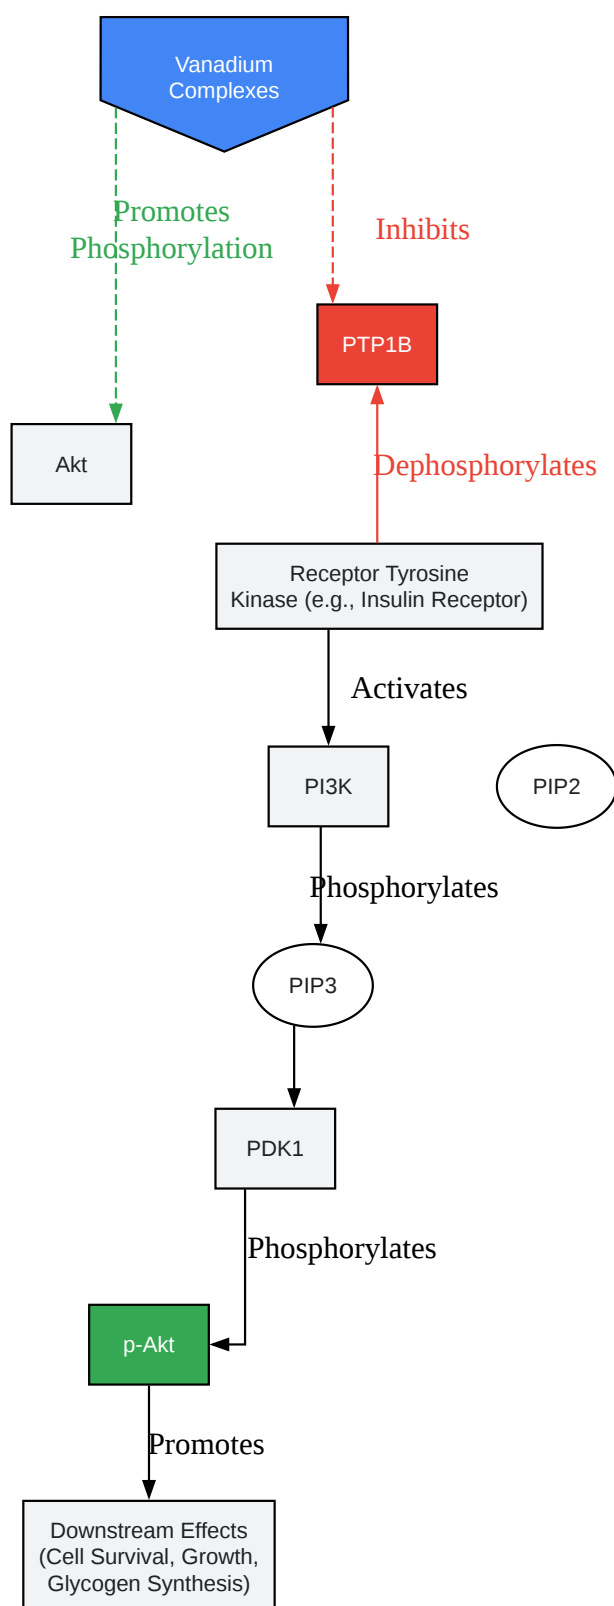 Vanadium
Complexes
Promotes
Phosphorylation
Inhibits
PTP1B
Akt
Dephosphorylates
Receptor Tyrosine
Kinase (e.g., Insulin Receptor)
Activates
PI3K
PIP2
Phosphorylates
PIP3
PDK1
Phosphorylates
p-Akt
Promotes
Downstream Effects
(Cell Survival, Growth,
Glycogen Synthesis)